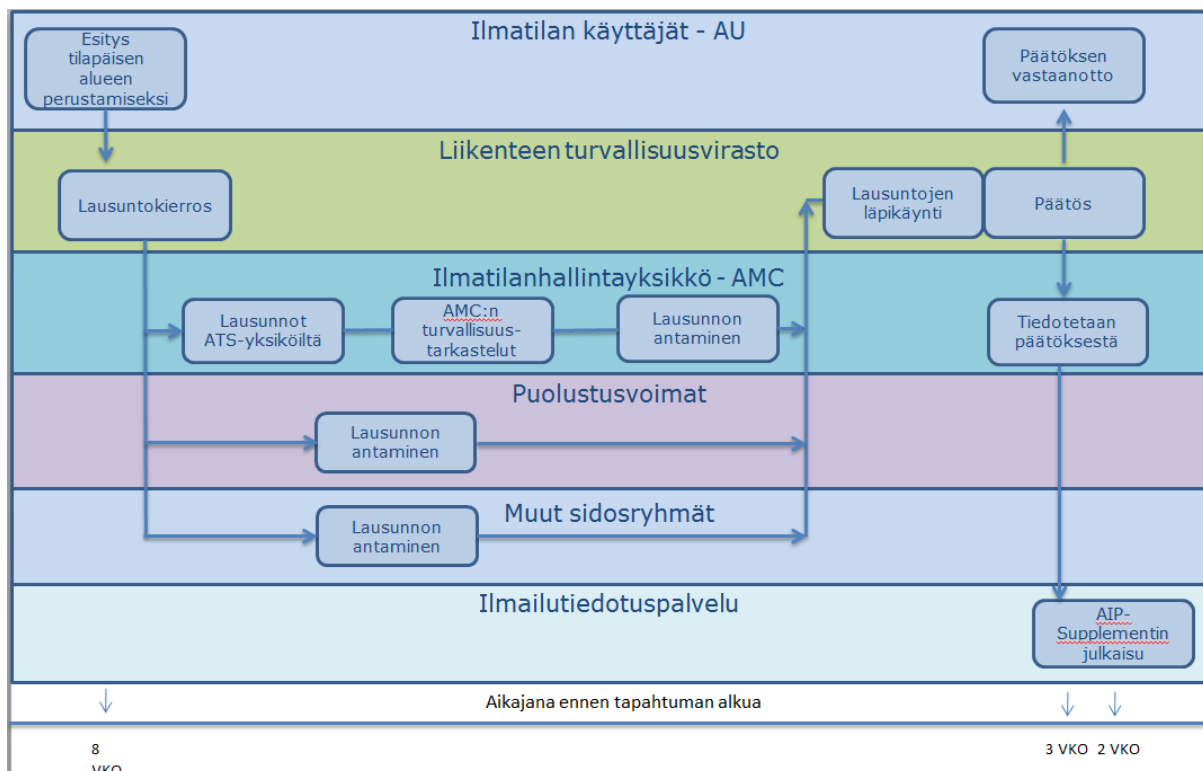 Ilmatilan käyttäjät - AU
Esitys
tilapäisen
alueen
perustamiseksi
Päätöksen
vastaanotto
Liikenteen turvallisuusvirasto
Lausuntokierros
Lausuntojen
läpikäynti
Päätös
Ilmatilanhallintayksikkö - AMC
Lausunnot
ATS-yksiköiltä
AMC:n
turvallisuus-
tarkastelut
Lausunnon
antaminen
Tiedotetaan
päätöksestä
Puolustusvoimat
Lausunnon
antaminen
Muut sidosryhmät
Lausunnon
antaminen
Ilmailutiedotuspalvelu
AIP-
Supplementin
julkaisu
Aikajana ennen tapahtuman alkua
8
VKO
3 VKO
2 VKO